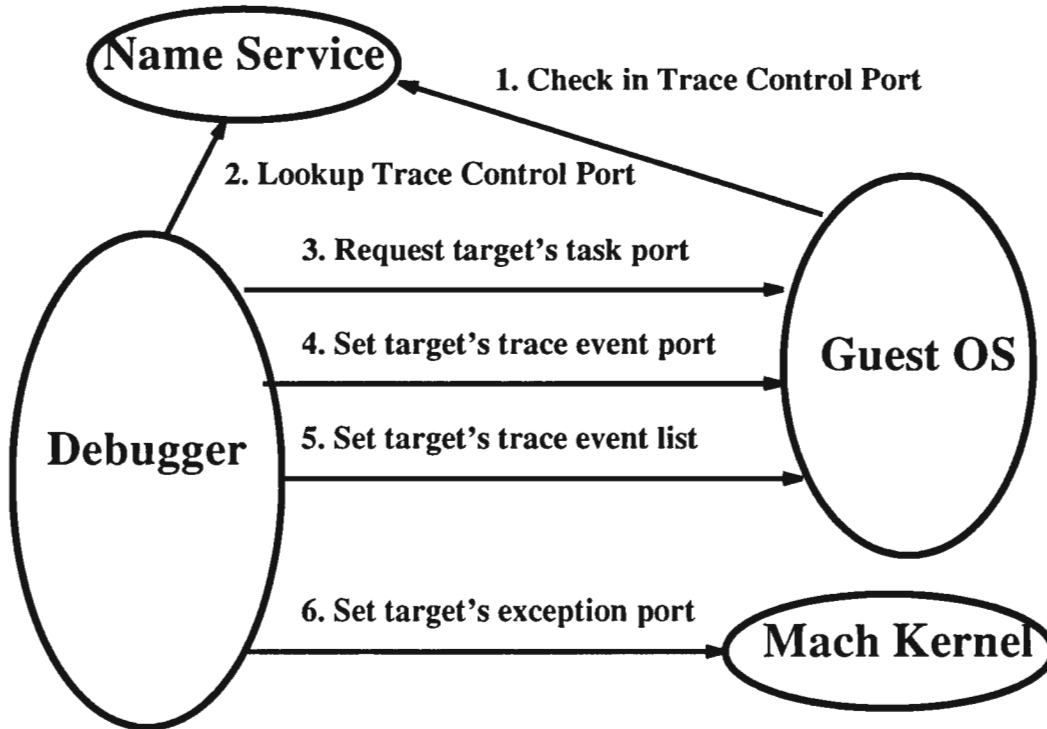 Name Service
1. Check in Trace Control Port
2. Lookup Trace Control Port
3. Request target's task port
4. Set target's trace event port
Guest OS
Debugger
5. Set target's trace event list
6. Set target's exception port
Mach Kernel